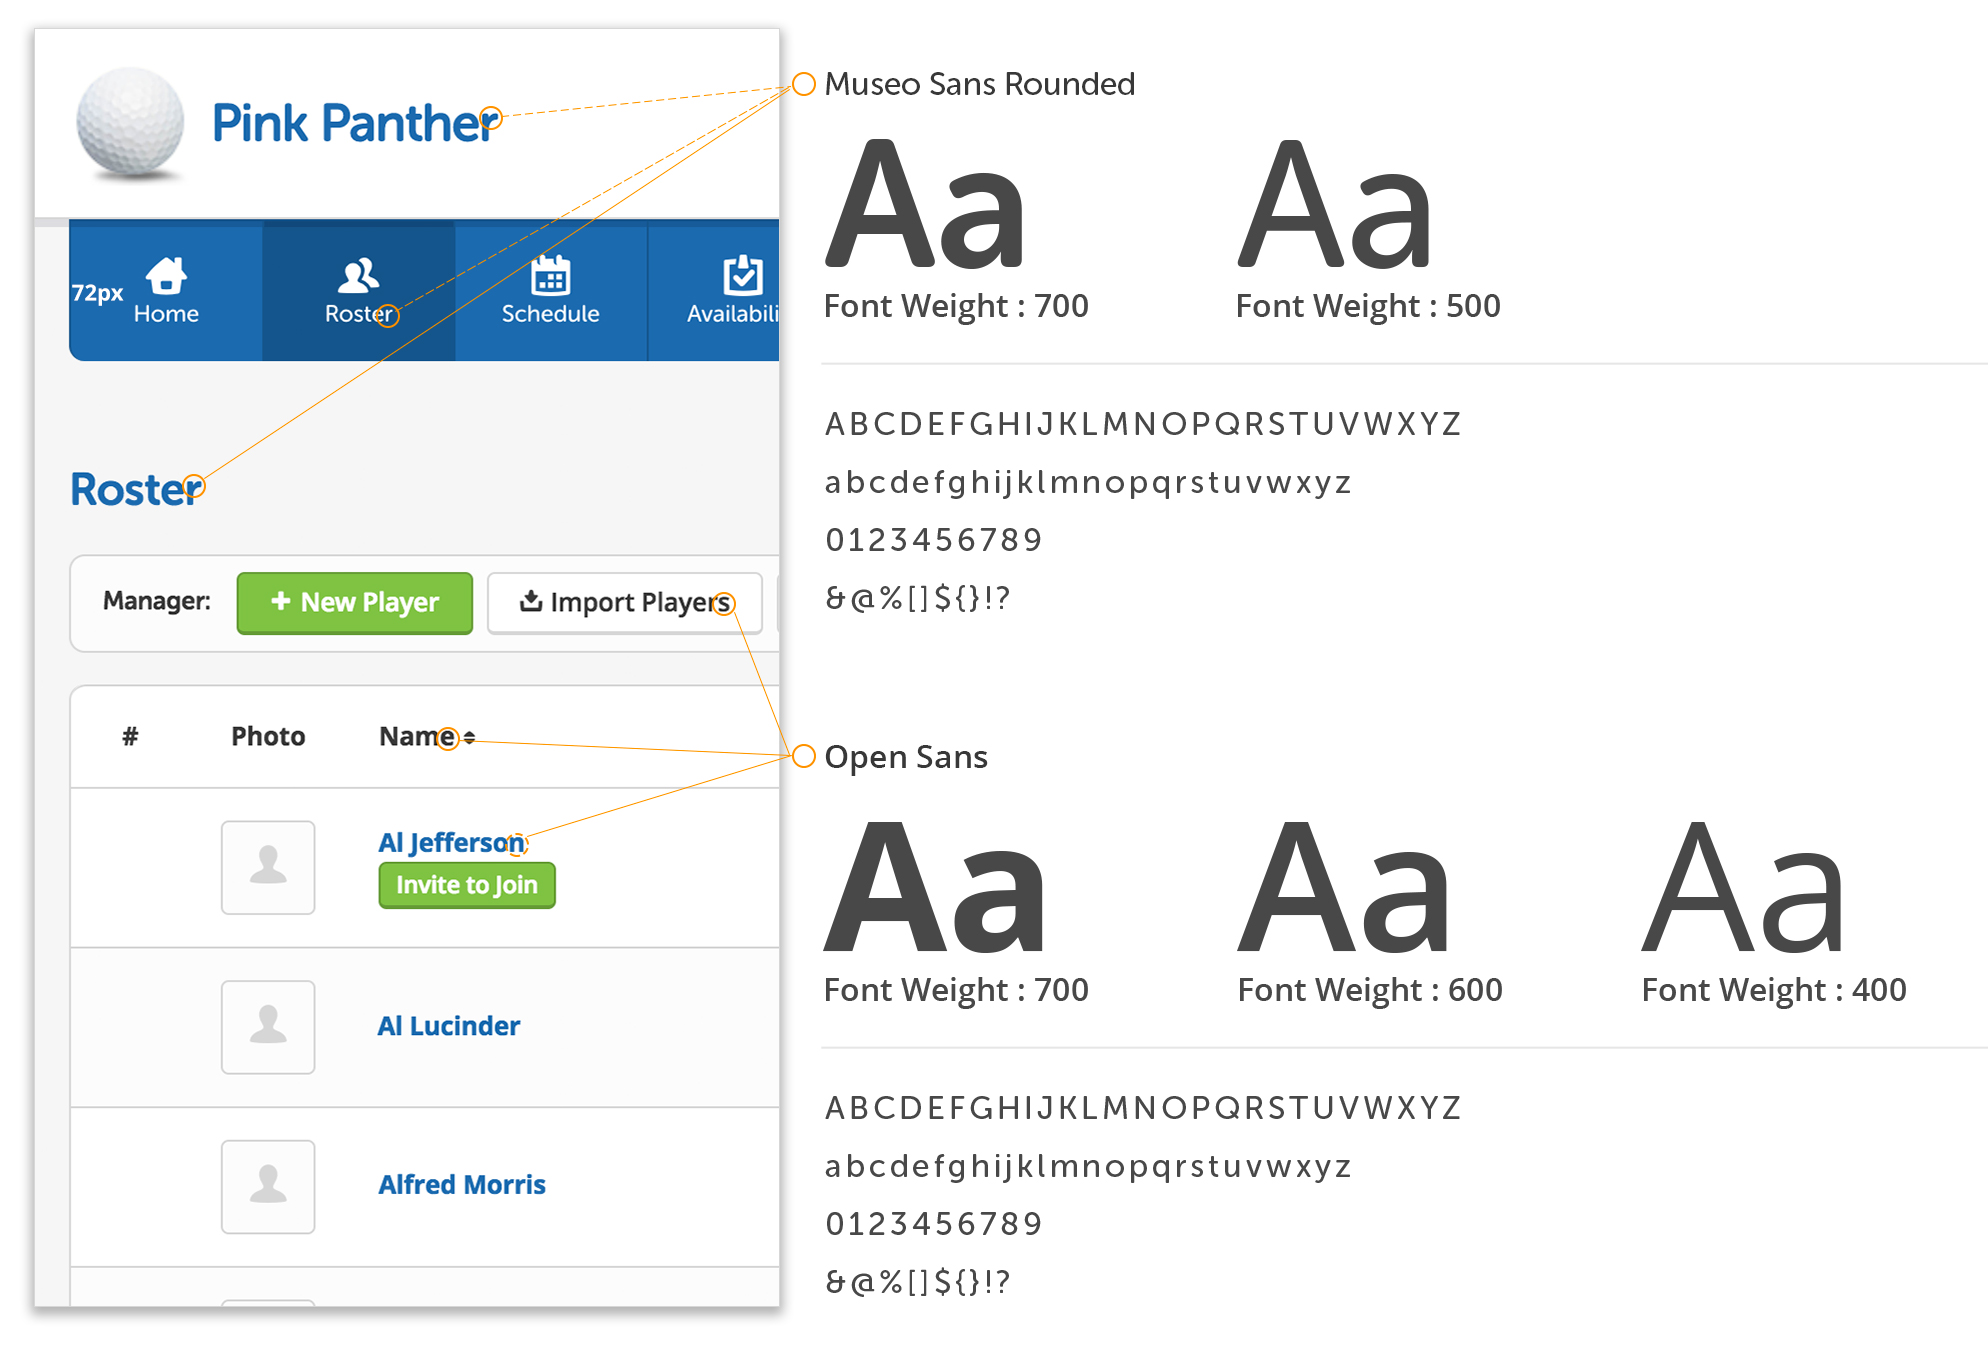 Pink Panther
72px
Home
Roster
Schedule
Availabili
Roster
Manager:
New Player
Import Players
# Photo Name
Al Jefferson
Invite to Join
Al Lucinder
Alfred Morris
Museo Sans Rounded
Aa Aa
Font Weight : 700 Font Weight : 500
ABCDEFGHIJKLMNOPQRSTUVWXYZ
abcdefghijklmnopqrstuvwxyz
0123456789
&@%[]${}!?
Open Sans
Aa Aa Aa
Font Weight : 700 Font Weight : 600 Font Weight : 400
ABCDEFGHIJKLMNOPQRSTUVWXYZ
abcdefghijklmnopqrstuvwxyz
0123456789
&@%[]${}!?